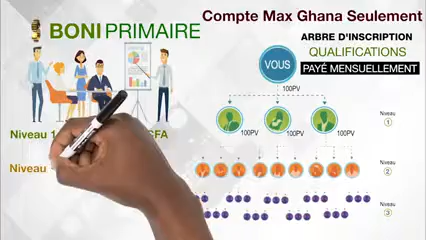 Compte Max Ghana Seulement
BONI PRIMAIRE
ARBRE D'INSCRIPTION
QUALIFICATIONS
PAYÉ MENSUELLEMENT
VOUS
100PV
100PV
100PV
100PV
Niveau
1
Niveau 1
CFA
Niveau
Niveau
2
Niveau
3